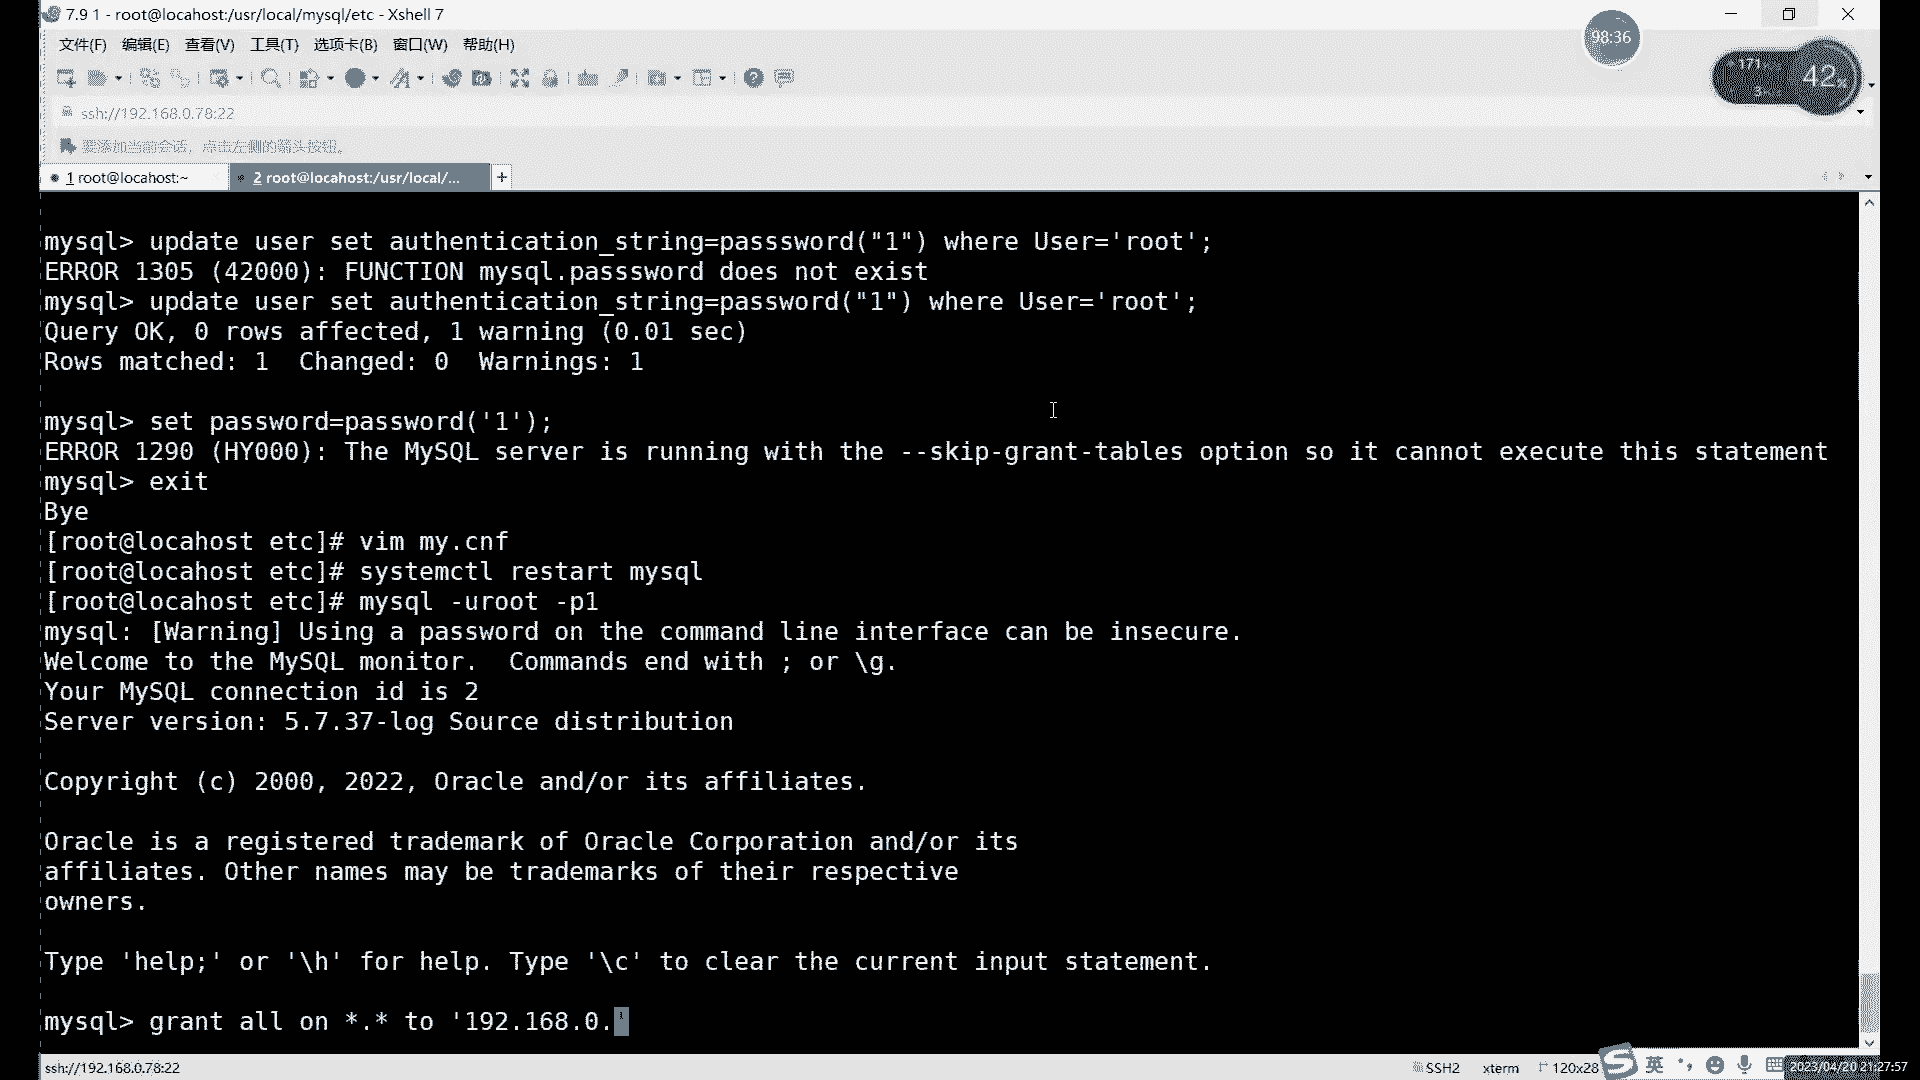 7.9 1 - root@locahost:/usr/local/mysql/etc - Xshell 7
98:36
文件(F) 编辑(E) 查看(V) 工具(T) 选项卡(B) 窗口(W) 帮助(H)
171
42%
ssh://192.168.0.78:22
要添加当前会话，点击左侧的箭头按钮。
1 root@locahost:~
2 root@locahost:/usr/local/...
mysql> update user set authentication_string=passsword("1") where User='root';
ERROR 1305 (42000): FUNCTION mysql.passsword does not exist
mysql> update user set authentication_string=password("1") where User='root';
Query OK, 0 rows affected, 1 warning (0.01 sec)
Rows matched: 1  Changed: 0  Warnings: 1
mysql> set password=password('1');
ERROR 1290 (HY000): The MySQL server is running with the --skip-grant-tables option so it cannot execute this statement
mysql> exit
Bye
[root@locahost etc]# vim my.cnf
[root@locahost etc]# systemctl restart mysql
[root@locahost etc]# mysql -uroot -p1
mysql: [Warning] Using a password on the command line interface can be insecure.
Welcome to the MySQL monitor.  Commands end with ; or \g.
Your MySQL connection id is 2
Server version: 5.7.37-log Source distribution
Copyright (c) 2000, 2022, Oracle and/or its affiliates.
Oracle is a registered trademark of Oracle Corporation and/or its
affiliates. Other names may be trademarks of their respective
owners.
Type 'help;' or '\h' for help. Type '\c' to clear the current input statement.
mysql> grant all on *.* to '192.168.0.'
ssh://192.168.0.78:22
SSH2 xterm 120x28
英
2023/04/20 21:27:57